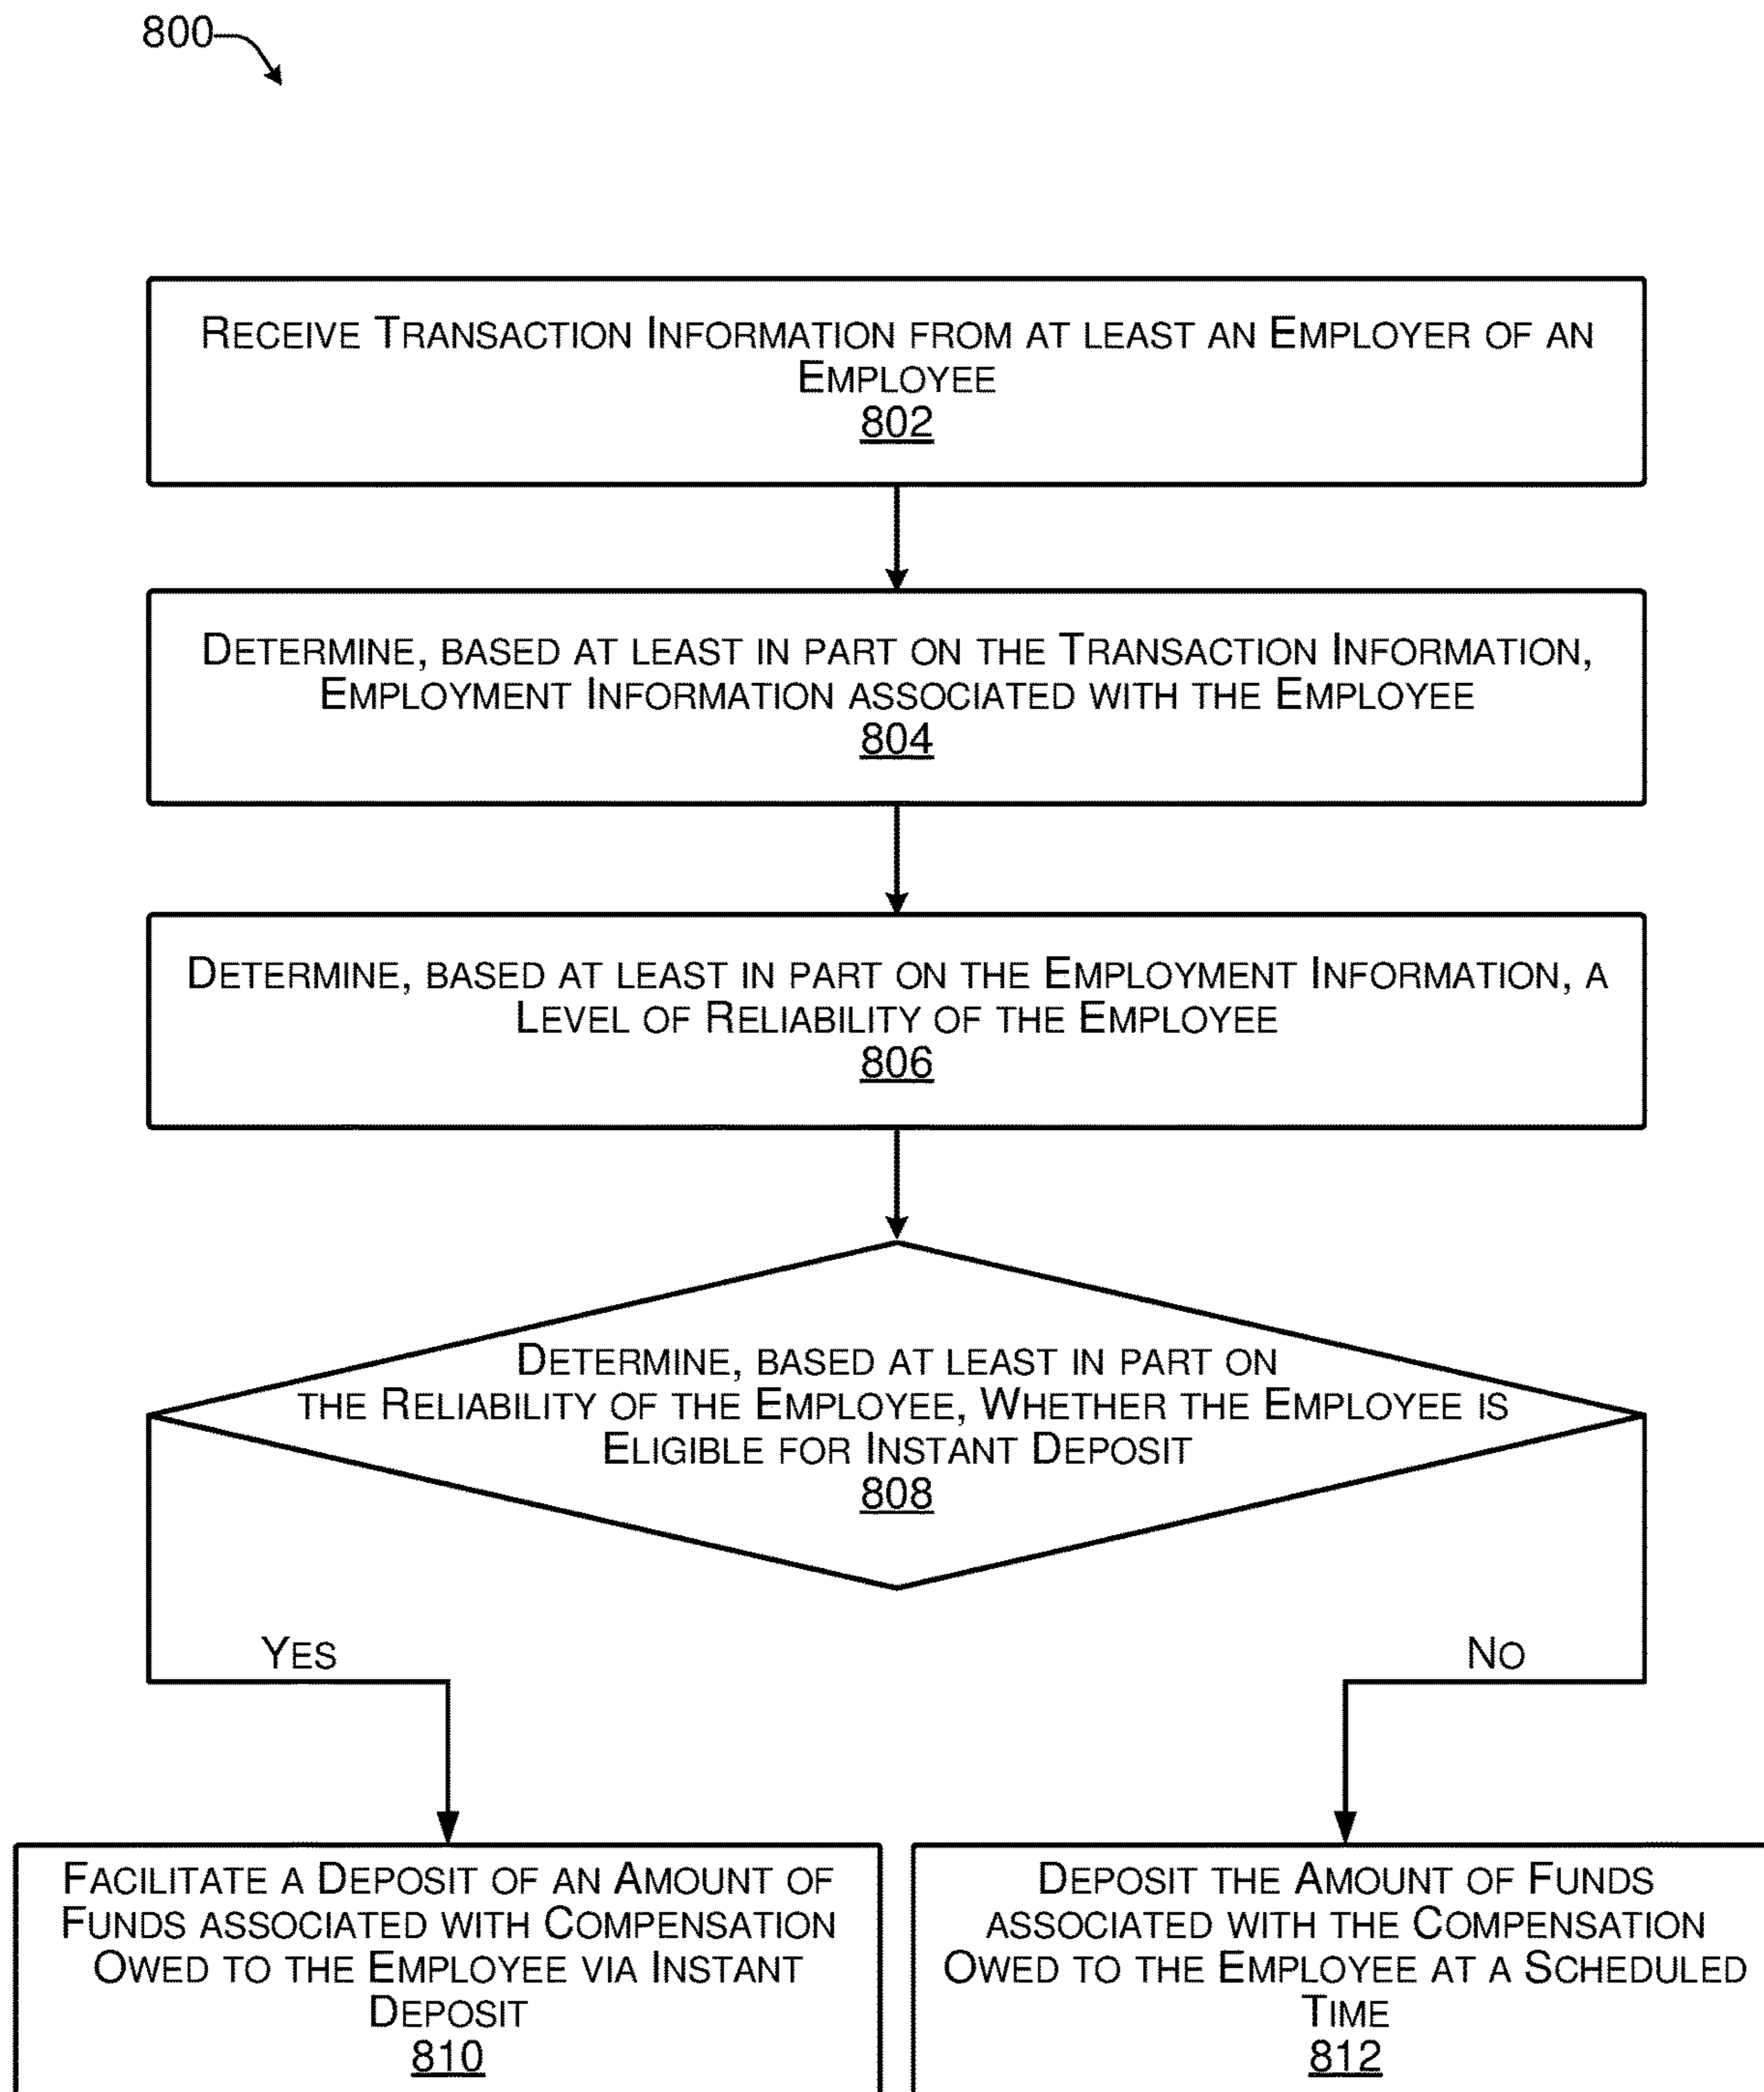 800
RECEIVE TRANSACTION INFORMATION FROM AT LEAST AN EMPLOYER OF AN
EMPLOYEE
802
DETERMINE, BASED AT LEAST IN PART ON THE TRANSACTION INFORMATION,
EMPLOYMENT INFORMATION ASSOCIATED WITH THE EMPLOYEE
804
DETERMINE, BASED AT LEAST IN PART ON THE EMPLOYMENT INFORMATION, A
LEVEL OF RELIABILITY OF THE EMPLOYEE
806
DETERMINE, BASED AT LEAST IN PART ON
THE RELIABILITY OF THE EMPLOYEE, WHETHER THE EMPLOYEE IS
ELIGIBLE FOR INSTANT DEPOSIT
808
YES
NO
FACILITATE A DEPOSIT OF AN AMOUNT OF
FUNDS ASSOCIATED WITH COMPENSATION
OWED TO THE EMPLOYEE VIA INSTANT
DEPOSIT
810
DEPOSIT THE AMOUNT OF FUNDS
ASSOCIATED WITH THE COMPENSATION
OWED TO THE EMPLOYEE AT A SCHEDULED
TIME
812